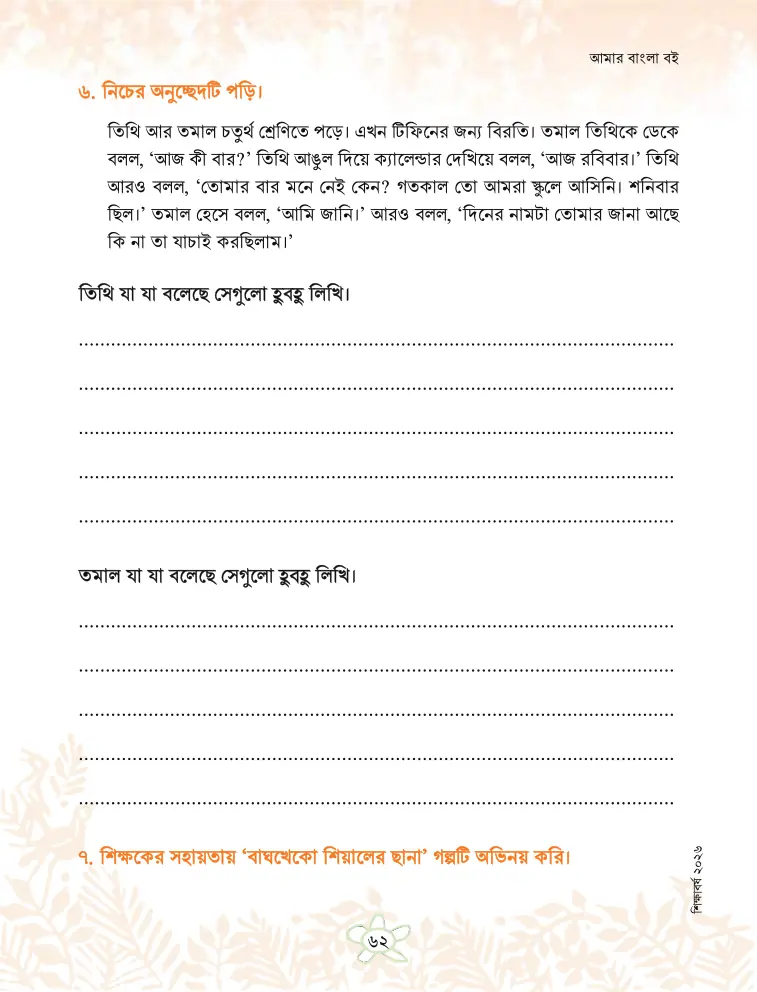 আমার বাংলা বই
৬. নিচের অনুচ্ছেদটি পড়ি।
তিথি আর তমাল চতুর্থ শ্রেণিতে পড়ে। এখন টিফিনের জন্য বিরতি। তমাল তিথিকে ডেকে
বলল, ‘আজ কী বার?’ তিথি আঙুল দিয়ে ক্যালেন্ডার দেখিয়ে বলল, ‘আজ রবিবার।’ তিথি
আরও বলল, ‘তোমার বার মনে নেই কেন? গতকাল তো আমরা স্কুলে আসিনি। শনিবার
ছিল।’ তমাল হেসে বলল, ‘আমি জানি।’ আরও বলল, ‘দিনের নামটা তোমার জানা আছে
কি না তা যাচাই করছিলাম।’
তিথি যা যা বলেছে সেগুলো হুবহু লিখি।
তমাল যা যা বলেছে সেগুলো হুবহু লিখি।
৭. শিক্ষকের সহায়তায় ‘বাঘখেকো শিয়ালের ছানা’ গল্পটি অভিনয় করি।
শিক্ষাবর্ষ ২০২৬
৬২